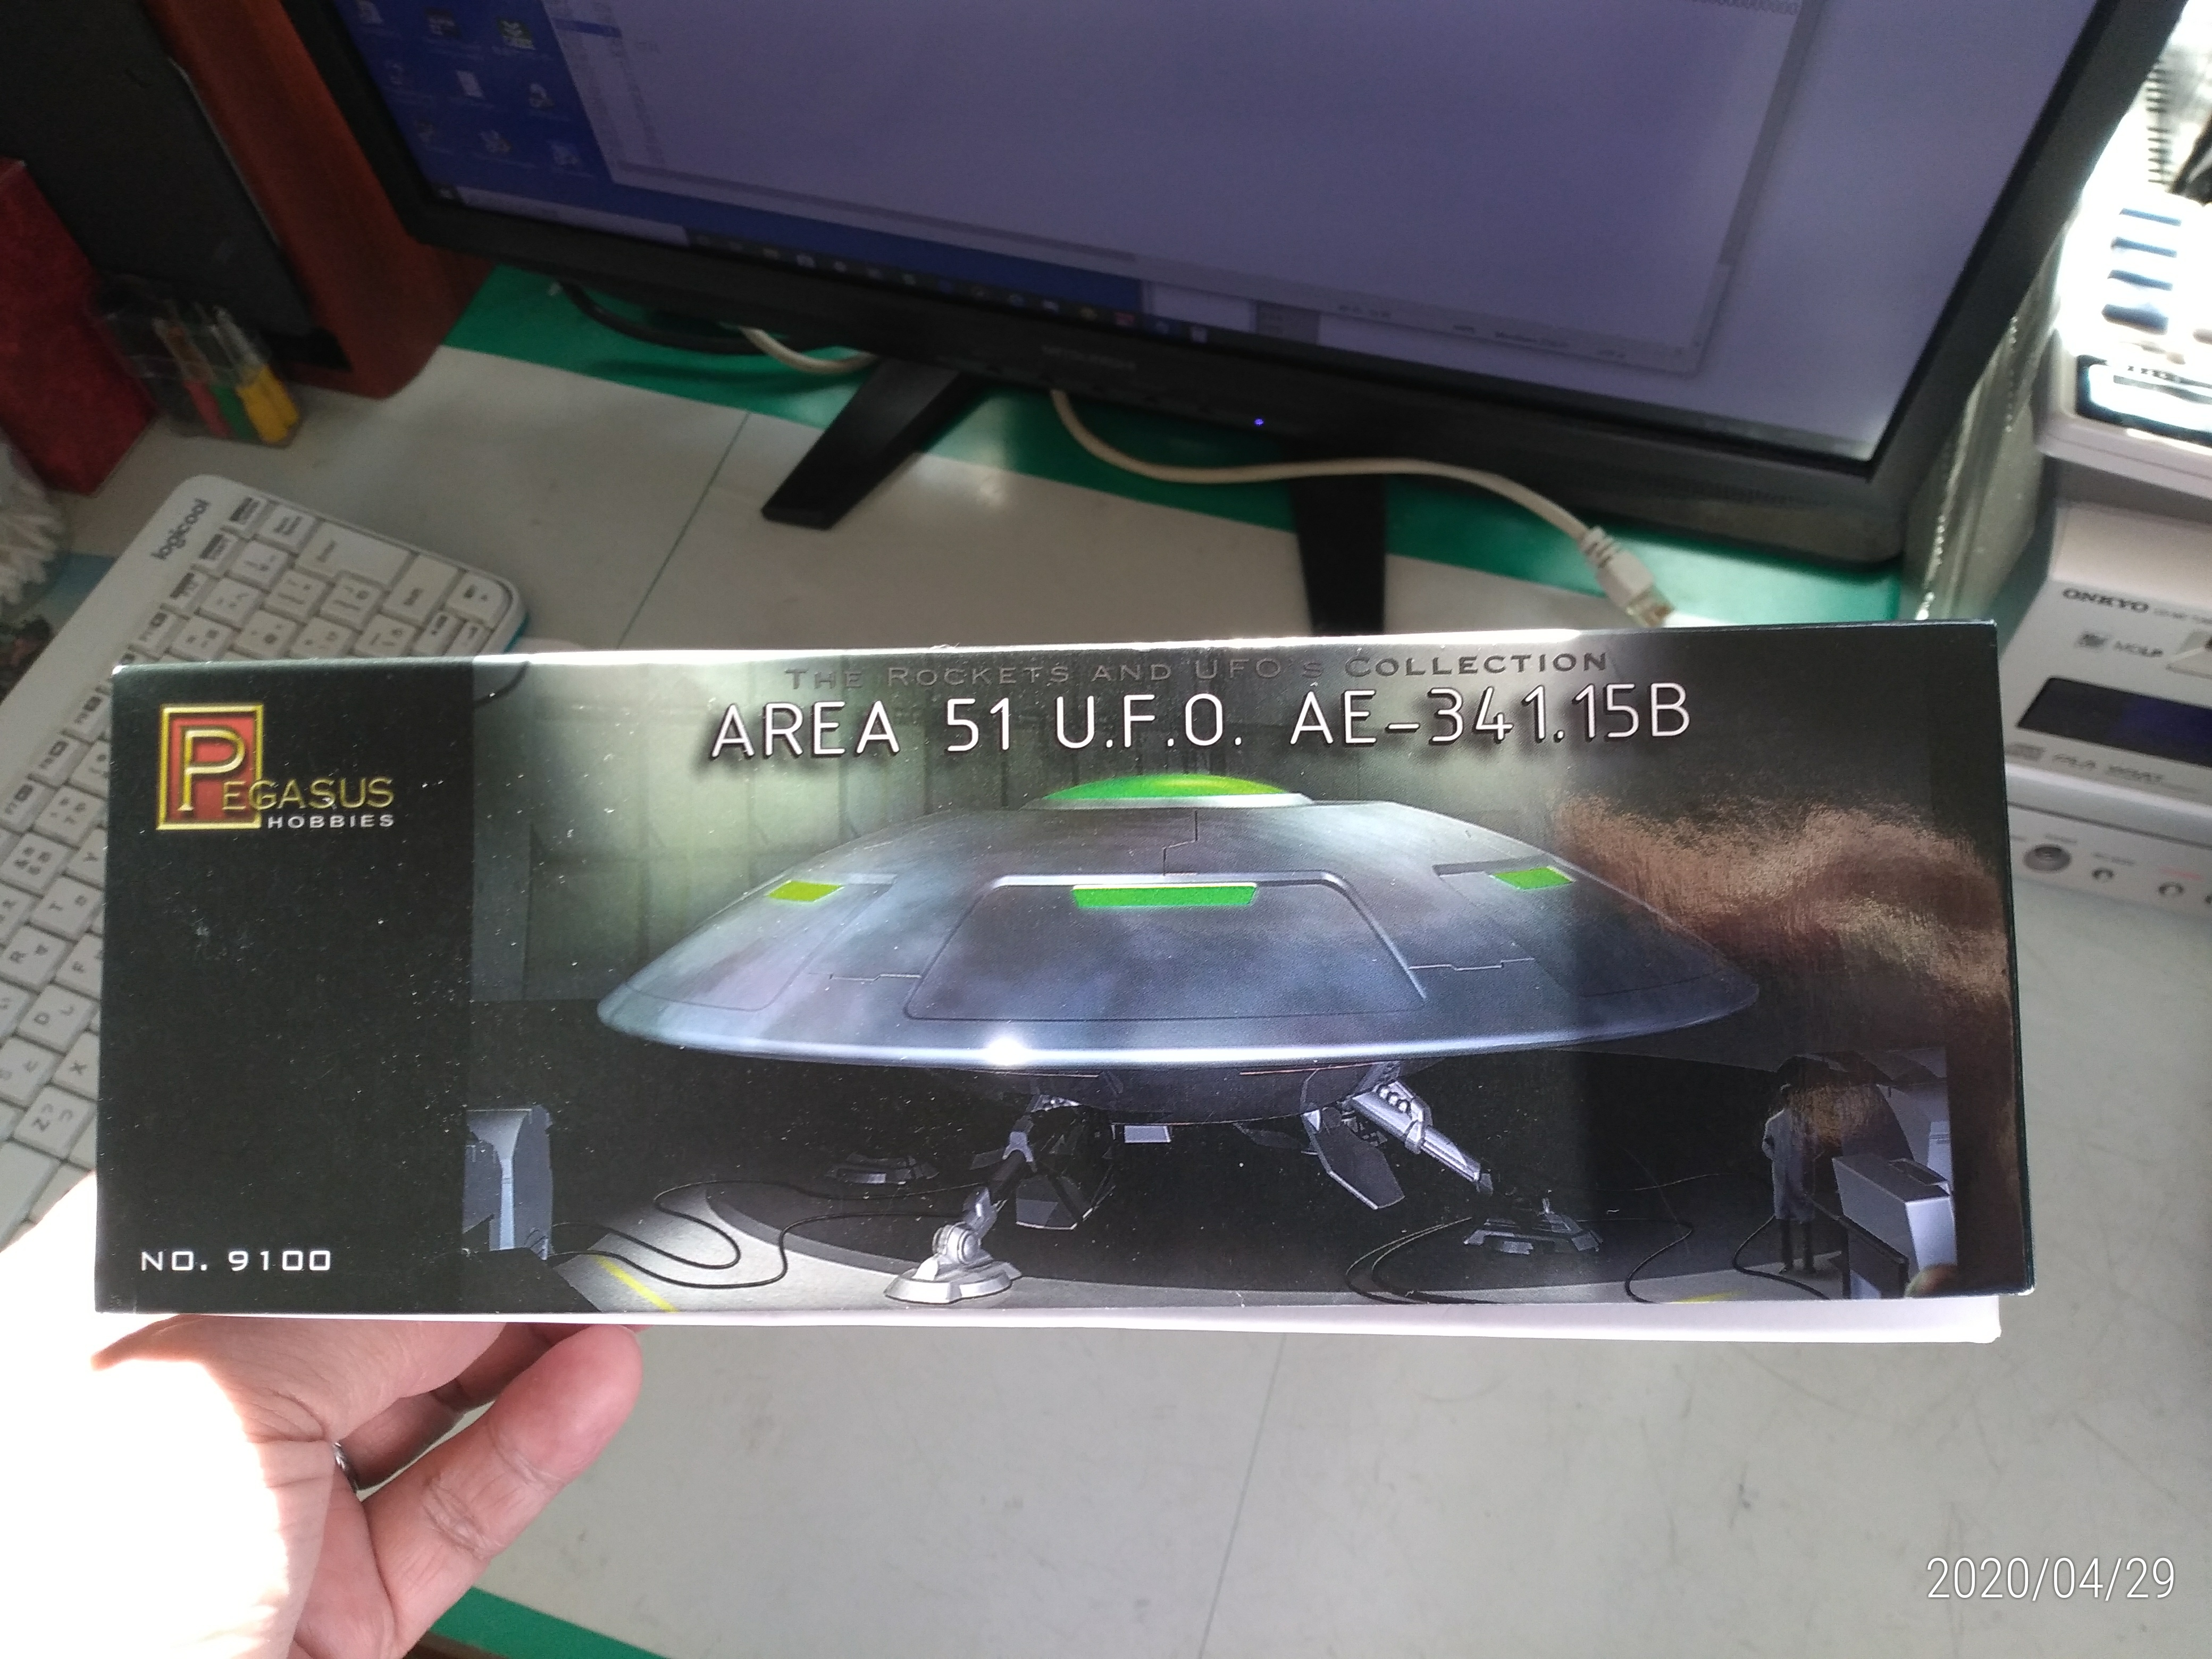 logicool
ONKYO
THE ROCKETS AND UFO'S COLLECTION
AREA 51 U.F.O. AE-341.15B
PEGASUS
HOBBIES
NO. 9100
2020/04/29